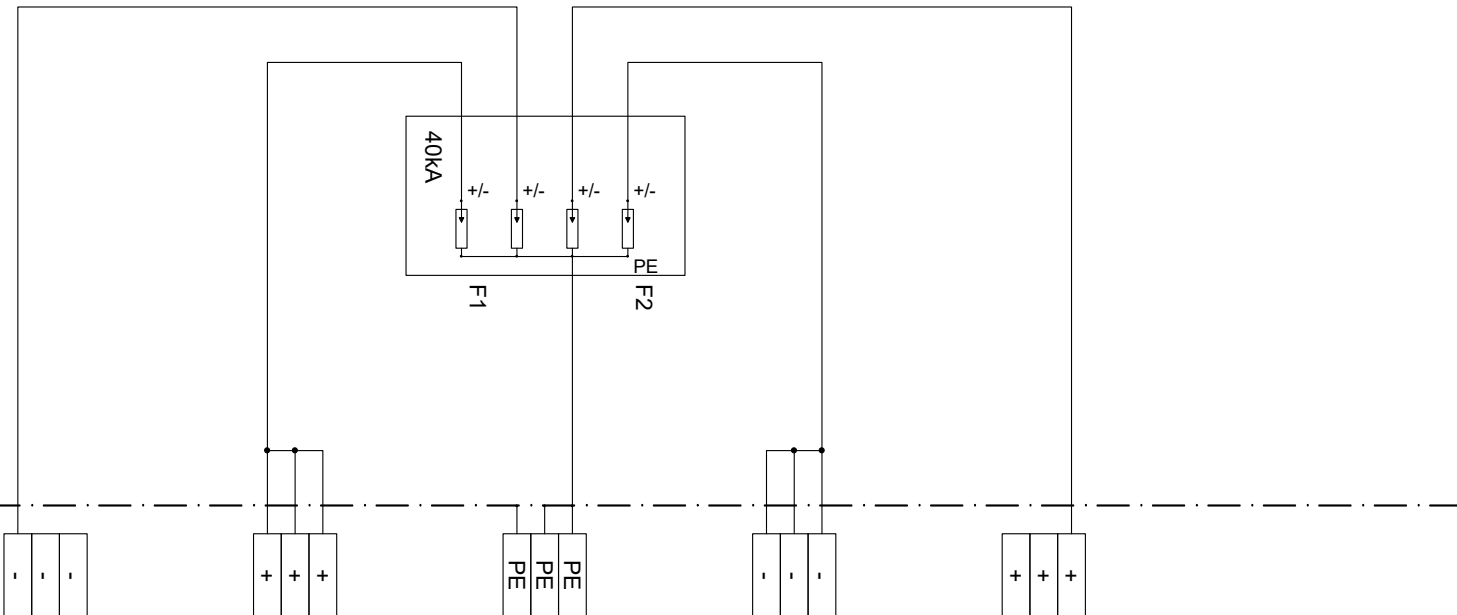 40kA
+/- +/- +/- +/-
PE
F1 F2
- - - + + + PE PE PE - - - + + +